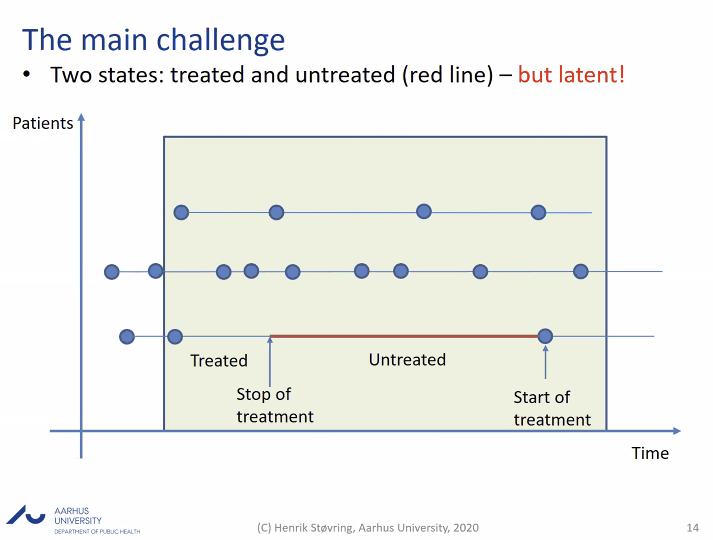 The main challenge
• Two states: treated and untreated (red line) – but latent!
Patients
Treated
Untreated
Stop of
treatment
Start of
treatment
Time
AARHUS
UNIVERSITY
DEPARTMENT OF PUBLIC HEALTH
(C) Henrik Støvring, Aarhus University, 2020
14